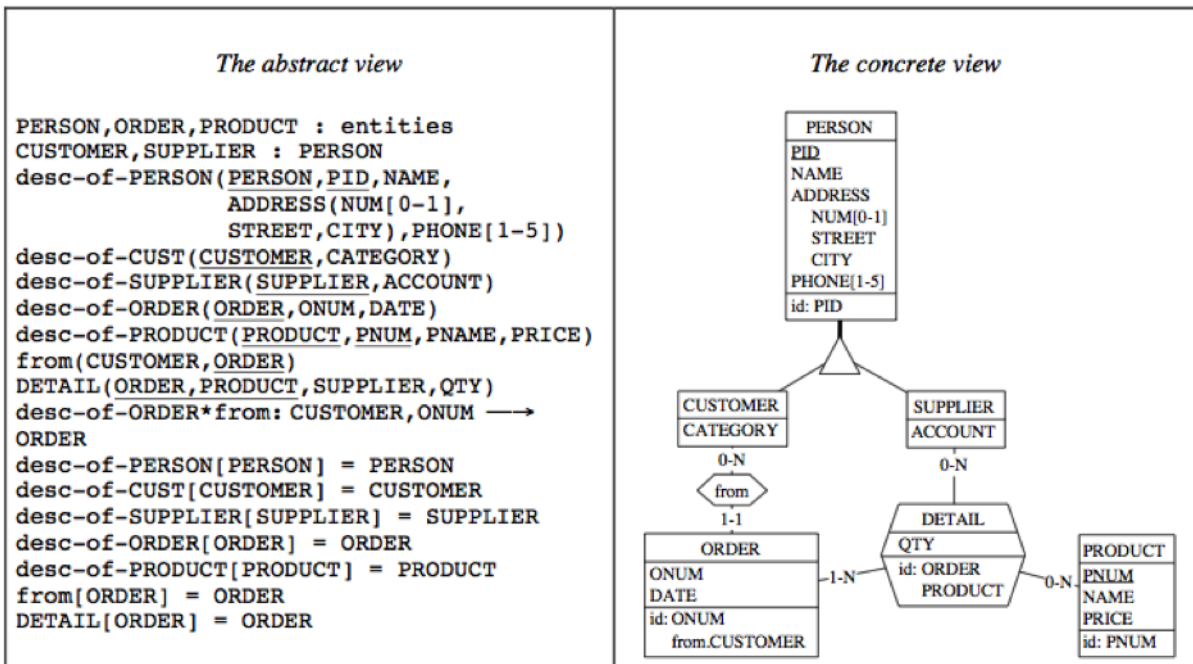 The abstract view
PERSON,ORDER,PRODUCT : entities
CUSTOMER,SUPPLIER : PERSON
desc-of-PERSON(PERSON,PID,NAME,
ADDRESS(NUM[0-1],
STREET,CITY),PHONE[1-5])
desc-of-CUST(CUSTOMER,CATEGORY)
desc-of-SUPPLIER(SUPPLIER,ACCOUNT)
desc-of-ORDER(ORDER,ONUM,DATE)
desc-of-PRODUCT(PRODUCT,PNUM,PNAME,PRICE)
from(CUSTOMER,ORDER)
DETAIL(ORDER,PRODUCT,SUPPLIER,QTY)
desc-of-ORDER*from: CUSTOMER,ONUM ⟶
ORDER
desc-of-PERSON[PERSON] = PERSON
desc-of-CUST[CUSTOMER] = CUSTOMER
desc-of-SUPPLIER[SUPPLIER] = SUPPLIER
desc-of-ORDER[ORDER] = ORDER
desc-of-PRODUCT[PRODUCT] = PRODUCT
from[ORDER] = ORDER
DETAIL[ORDER] = ORDER
The concrete view
PERSON
PID
NAME
ADDRESS
NUM[0-1]
STREET
CITY
PHONE[1-5]
id: PID
CUSTOMER
CATEGORY
SUPPLIER
ACCOUNT
0-N
0-N
from
1-1
ORDER
ONUM
DATE
id: ONUM
from.CUSTOMER
1-N
DETAIL
QTY
id: ORDER
PRODUCT
0-N
PRODUCT
PNUM
NAME
PRICE
id: PNUM